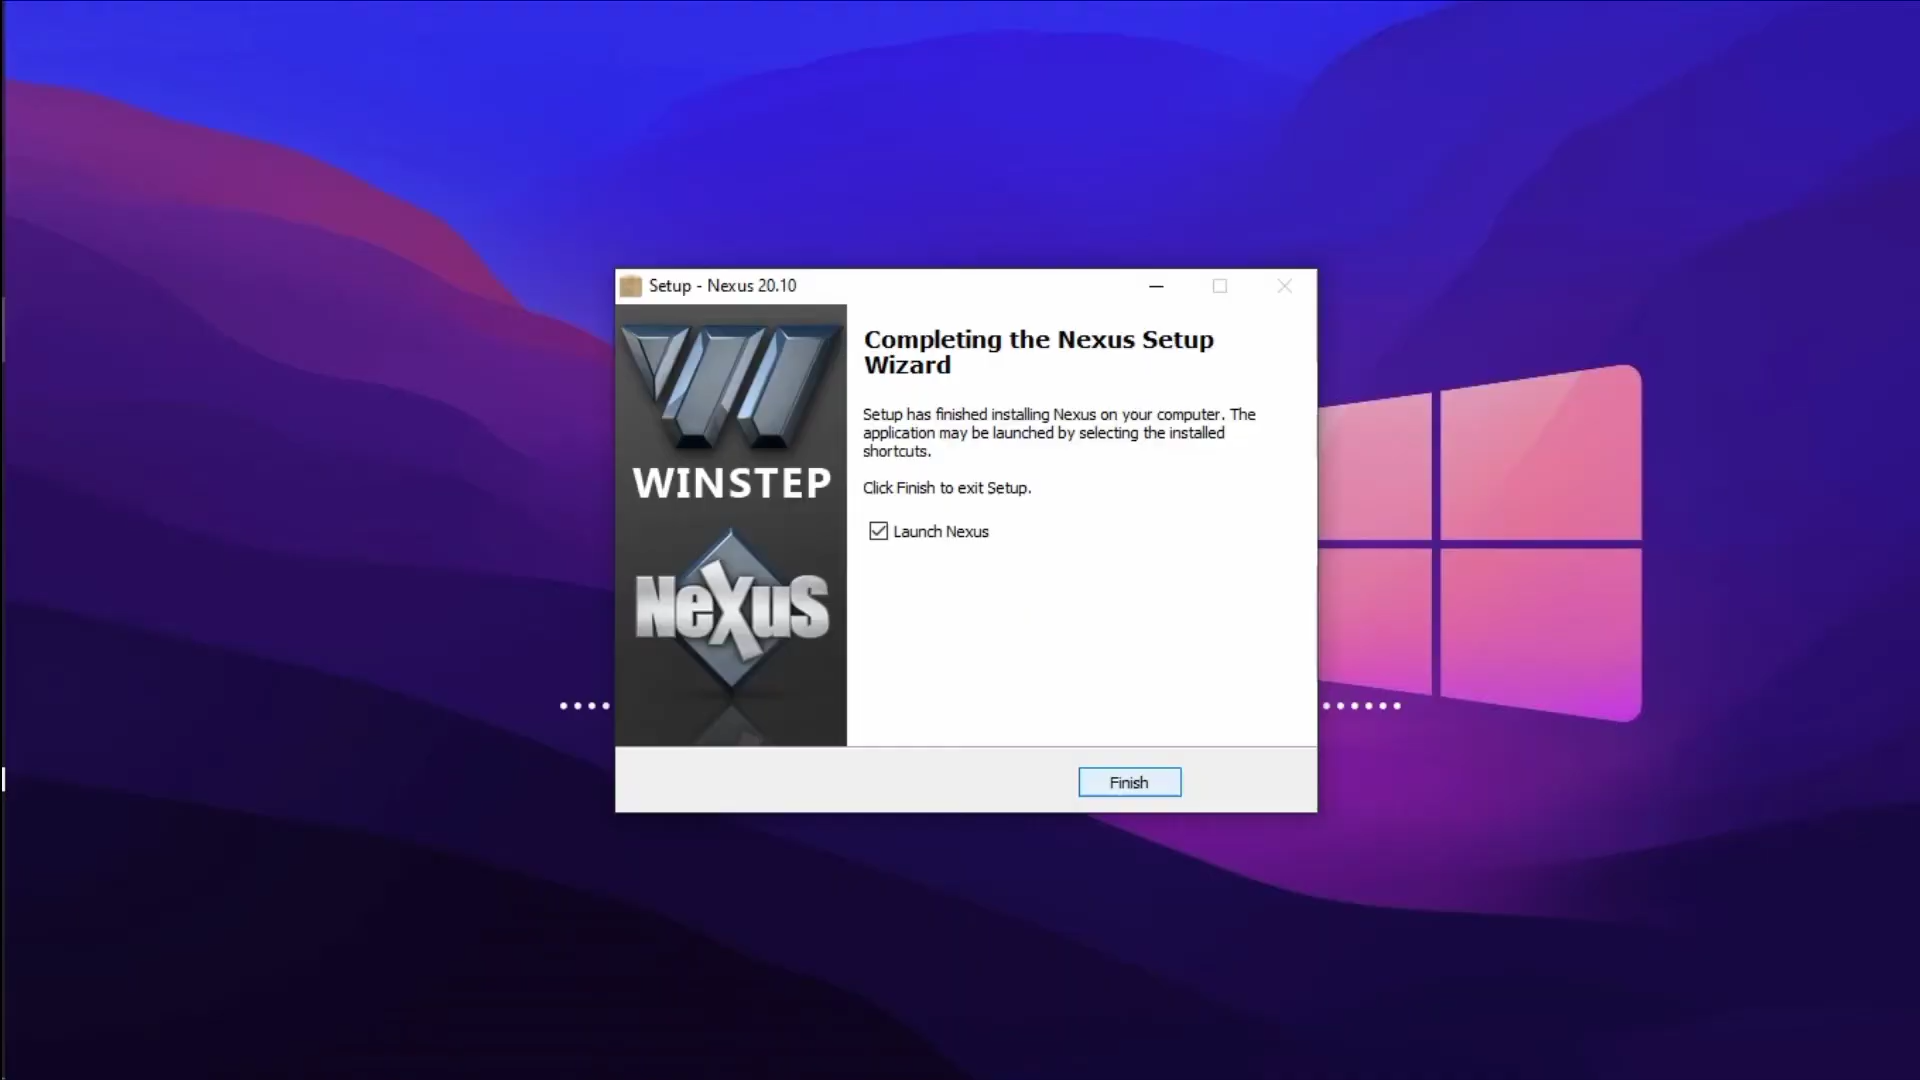 Setup - Nexus 20.10
WINSTEP
NeXuS
Completing the Nexus Setup
Wizard
Setup has finished installing Nexus on your computer. The
application may be launched by selecting the installed
shortcuts.
Click Finish to exit Setup.
Launch Nexus
Finish